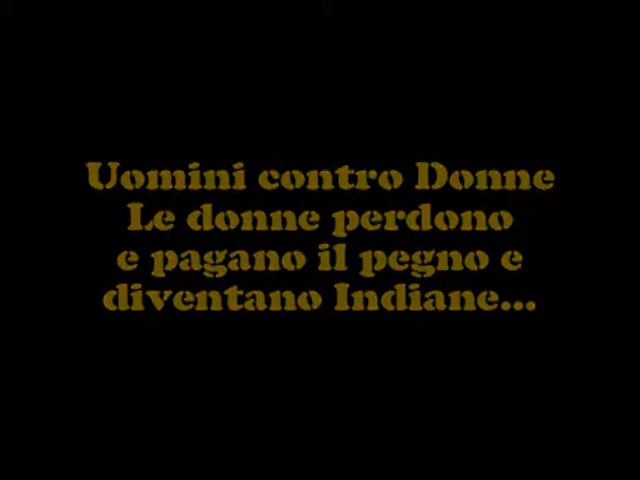 Uomini contro Donne
Le donne perdono
e pagano il pegno e
diventano Indiane...